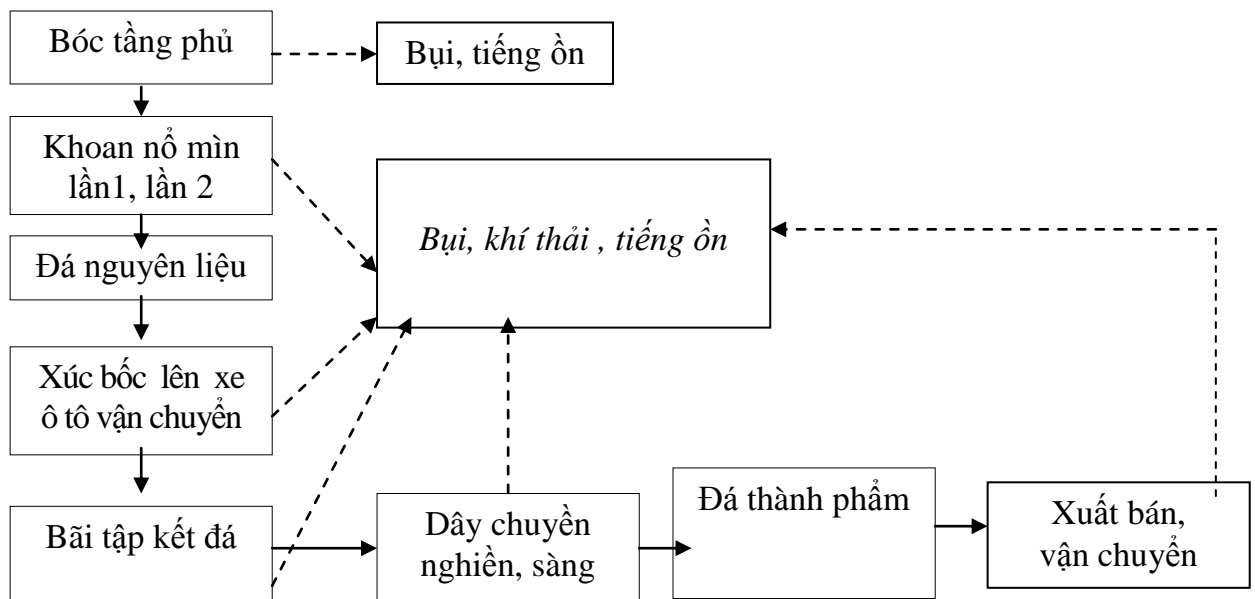 Bóc tầng phủ
Bụi, tiếng ồn
Khoan nổ mìn
lần1, lần 2
Bụi, khí thải , tiếng ồn
Đá nguyên liệu
Xúc bốc lên xe
ô tô vận chuyển
Bãi tập kết đá
Dây chuyền
nghiền, sàng
Đá thành phẩm
Xuất bán,
vận chuyển